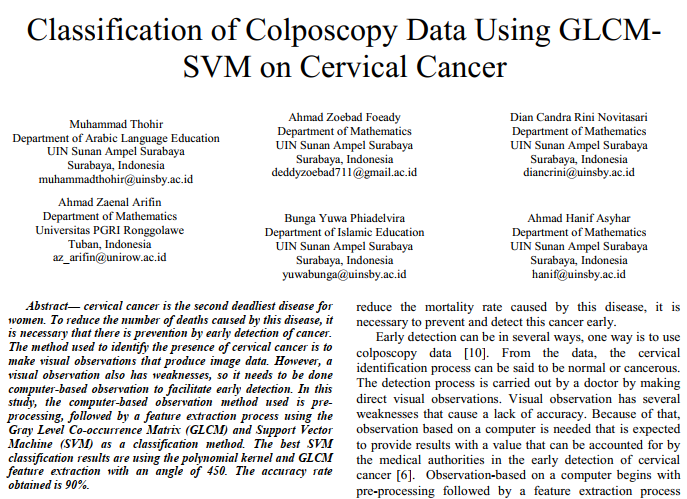 Classification of Colposcopy Data Using GLCM-
SVM on Cervical Cancer
Muhammad Thohir
Department of Arabic Language Education
UIN Sunan Ampel Surabaya
Surabaya, Indonesia
muhammadthohir@uinsby.ac.id
Ahmad Zoebad Foeady
Department of Mathematics
UIN Sunan Ampel Surabaya
Surabaya, Indonesia
deddyzoebad711@gmail.ac.id
Dian Candra Rini Novitasari
Department of Mathematics
UIN Sunan Ampel Surabaya
Surabaya, Indonesia
diancrini@uinsby.ac.id
Ahmad Zaenal Arifin
Department of Mathematics
Universitas PGRI Ronggolawe
Tuban, Indonesia
az_arifin@unirow.ac.id
Bunga Yuwa Phiadelvira
Department of Islamic Education
UIN Sunan Ampel Surabaya
Surabaya, Indonesia
yuwabunga@uinsby.ac.id
Ahmad Hanif Asyhar
Department of Mathematics
UIN Sunan Ampel Surabaya
Surabaya, Indonesia
hanif@uinsby.ac.id
Abstract— cervical cancer is the second deadliest disease for
women. To reduce the number of deaths caused by this disease, it
is necessary that there is prevention by early detection of cancer.
The method used to identify the presence of cervical cancer is to
make visual observations that produce image data. However, a
visual observation also has weaknesses, so it needs to be done
computer-based observation to facilitate early detection. In this
study, the computer-based observation method used is pre-
processing, followed by a feature extraction process using the
Gray Level Co-occurrence Matrix (GLCM) and Support Vector
Machine (SVM) as a classification method. The best SVM
classification results are using the polynomial kernel and GLCM
feature extraction with an angle of 450. The accuracy rate
obtained is 90%.
reduce the mortality rate caused by this disease, it is
necessary to prevent and detect this cancer early.
Early detection can be in several ways, one way is to use
colposcopy data [10]. From the data, the cervical
identification process can be said to be normal or cancerous.
The detection process is carried out by a doctor by making
direct visual observations. Visual observation has several
weaknesses that cause a lack of accuracy. Because of that,
observation based on a computer is needed that is expected
to provide results with a value that can be accounted for by
the medical authorities in the early detection of cervical
cancer [6]. Observation-based on a computer begins with
pre-processing followed by a feature extraction process